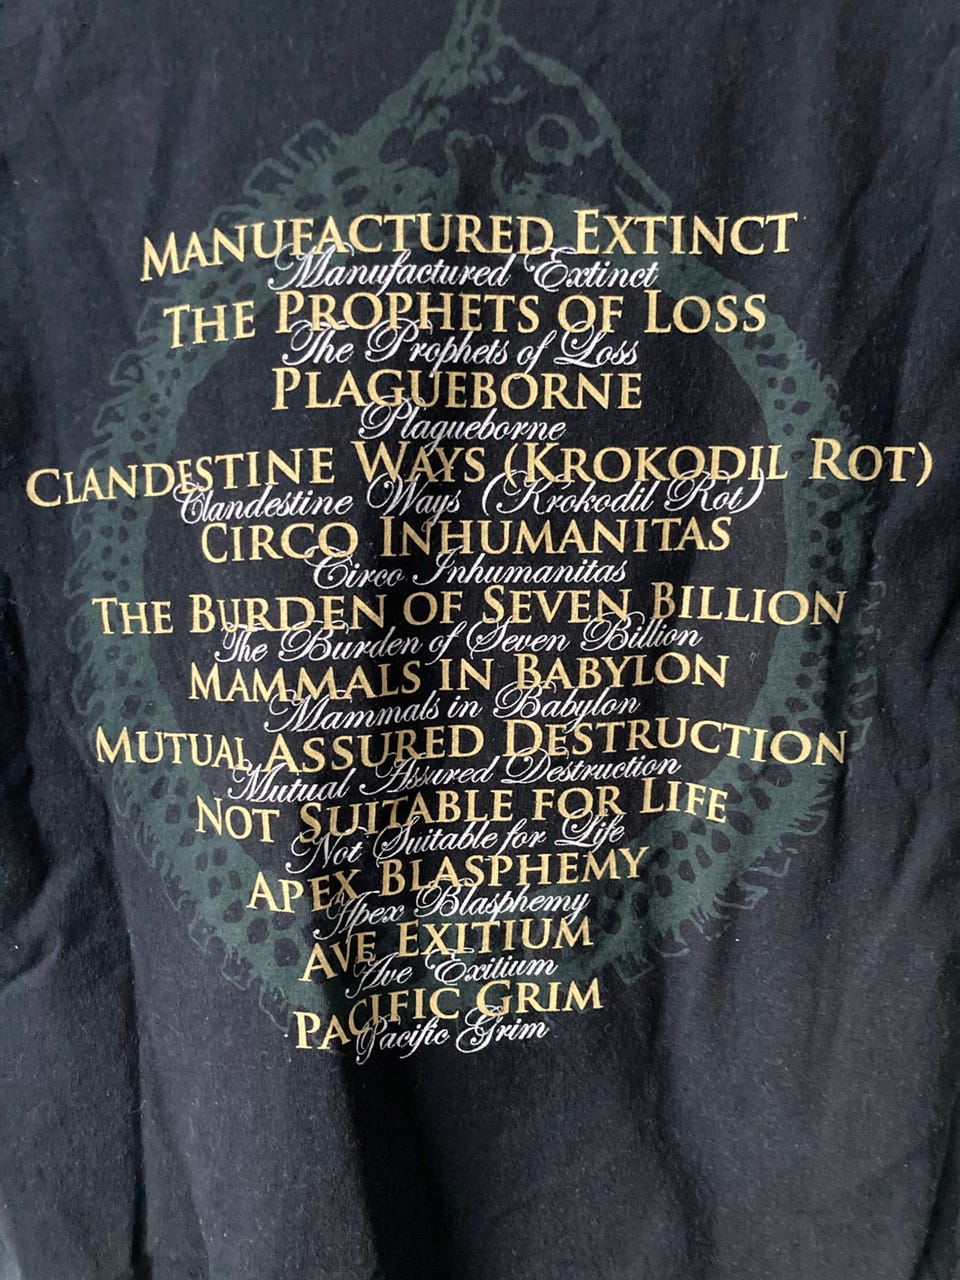 MANUFACTURED EXTINCT
Manufactured Extinct
THE PROPHETS OF LOSS
The Prophets of Loss
PLAGUEBORNE
Plagueborne
CLANDESTINE WAYS (KROKODIL ROT)
Clandestine Ways (Krokodil Rot)
CIRCO INHUMANITAS
Circo Inhumanitas
THE BURDEN OF SEVEN BILLION
The Burden of Seven Billion
MAMMALS IN BABYLON
Mammals in Babylon
MUTUAL ASSURED DESTRUCTION
Mutual Assured Destruction
NOT SUITABLE FOR LIFE
Not Suitable for Life
APEX BLASPHEMY
Apex Blasphemy
AVE EXITIUM
Ave Exitium
PACIFIC GRIM
Pacific Grim